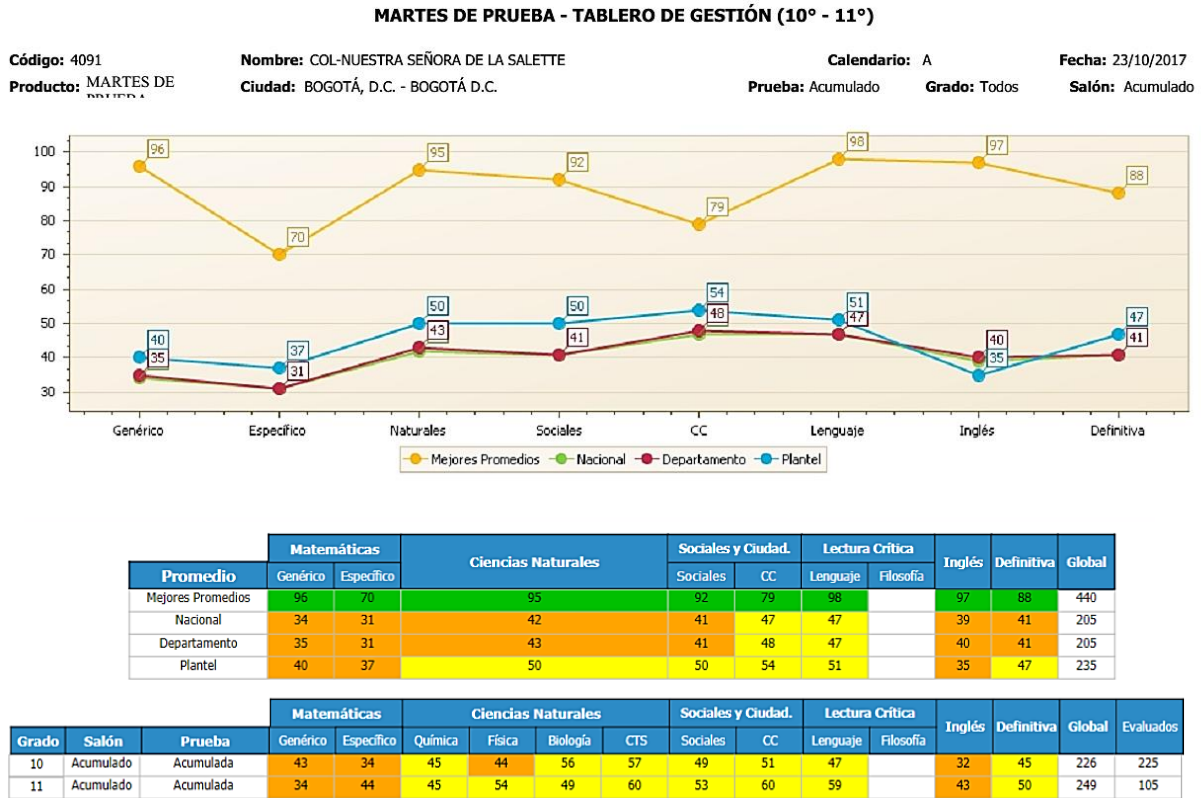 MARTES DE PRUEBA - TABLERO DE GESTIÓN (10° - 11°)
Código: 4091 Nombre: COL-NUESTRA SEÑORA DE LA SALETTE Calendario: A Fecha: 23/10/2017
Producto: MARTES DE PRUEBA Ciudad: BOGOTÁ, D.C. - BOGOTÁ D.C. Prueba: Acumulado Grado: Todos Salón: Acumulado
100
90
80
70
60
50
40
30
96 70 95 92 79 98 97 88
40 37 50 50 54 51 35 47
35 31 43 41 48 47 40 41
Genérico Específico Naturales Sociales CC Lenguaje Inglés Definitiva
Mejores Promedios Nacional Departamento Plantel
Matemáticas Ciencias Naturales Sociales y Ciudad. Lectura Crítica Inglés Definitiva Global
Promedio Genérico Específico Sociales CC Lenguaje Filosofía
Mejores Promedios 96 70 95 92 79 98 97 88 440
Nacional 34 31 42 41 47 47 39 41 205
Departamento 35 31 43 41 48 47 40 41 205
Plantel 40 37 50 50 54 51 35 47 235
Matemáticas Ciencias Naturales Sociales y Ciudad. Lectura Crítica Inglés Definitiva Global Evaluados
Grado Salón Prueba Genérico Específico Química Física Biología CTS Sociales CC Lenguaje Filosofía
10 Acumulado Acumulada 43 34 45 44 56 57 49 51 47 32 45 226 225
11 Acumulado Acumulada 34 44 45 54 49 60 53 60 59 43 50 249 105